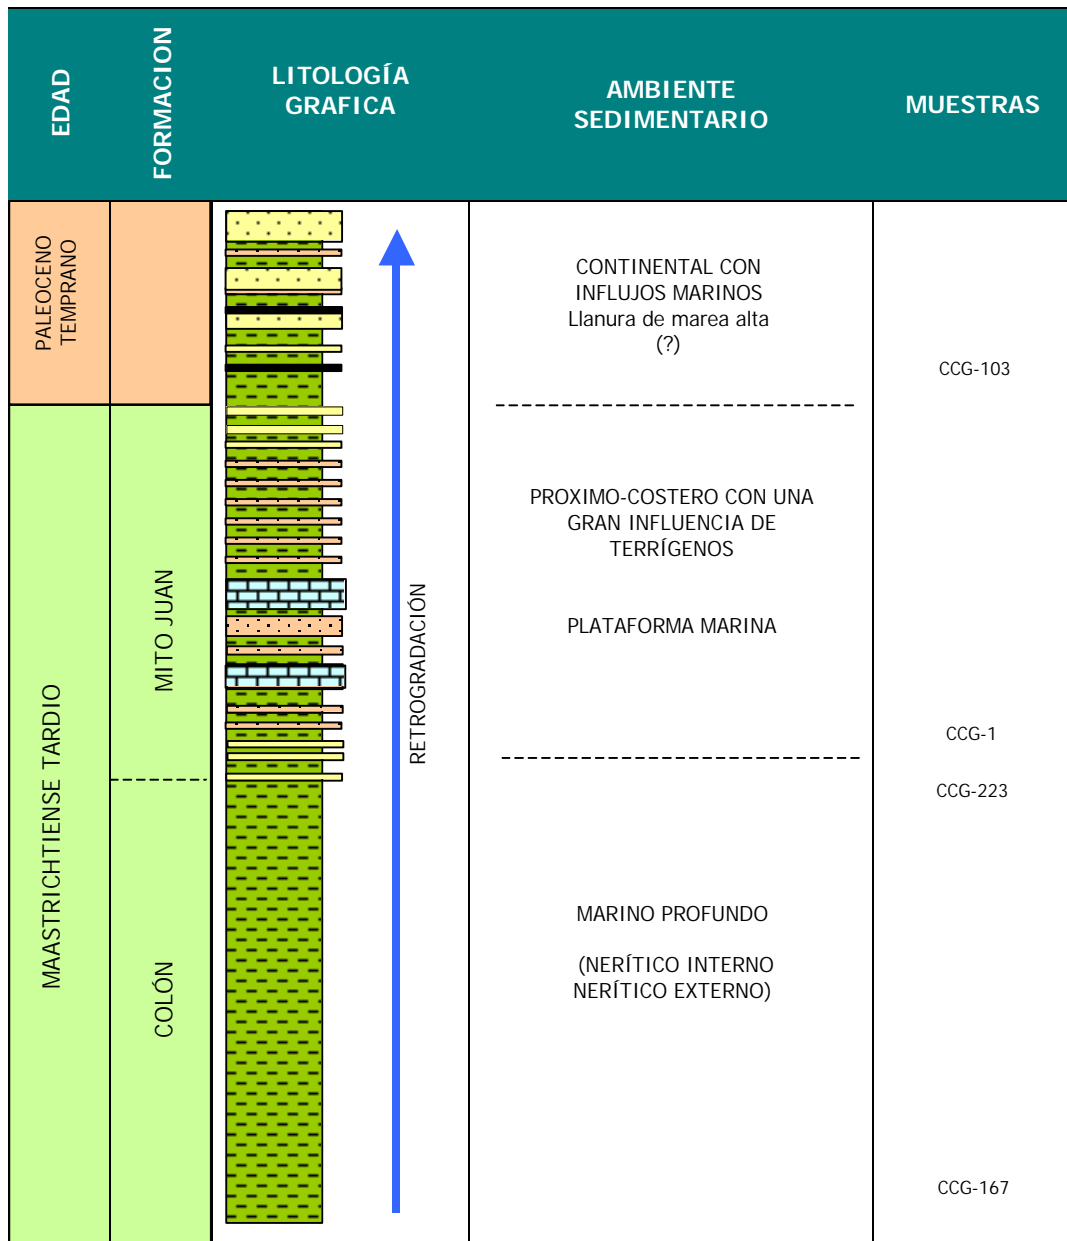 EDAD
FORMACION
LITOLOGÍA
GRAFICA
AMBIENTE
SEDIMENTARIO
MUESTRAS
PALEOCENO
TEMPRANO
CONTINENTAL CON
INFLUJOS MARINOS
Llanura de marea alta
(?)
CCG-103
MAASTRICHTIENSE TARDIO
MITO JUAN
RETROGRADACIÓN
PROXIMO-COSTERO CON UNA
GRAN INFLUENCIA DE
TERRÍGENOS
PLATAFORMA MARINA
CCG-1
CCG-223
COLÓN
MARINO PROFUNDO
(NERÍTICO INTERNO
NERÍTICO EXTERNO)
CCG-167